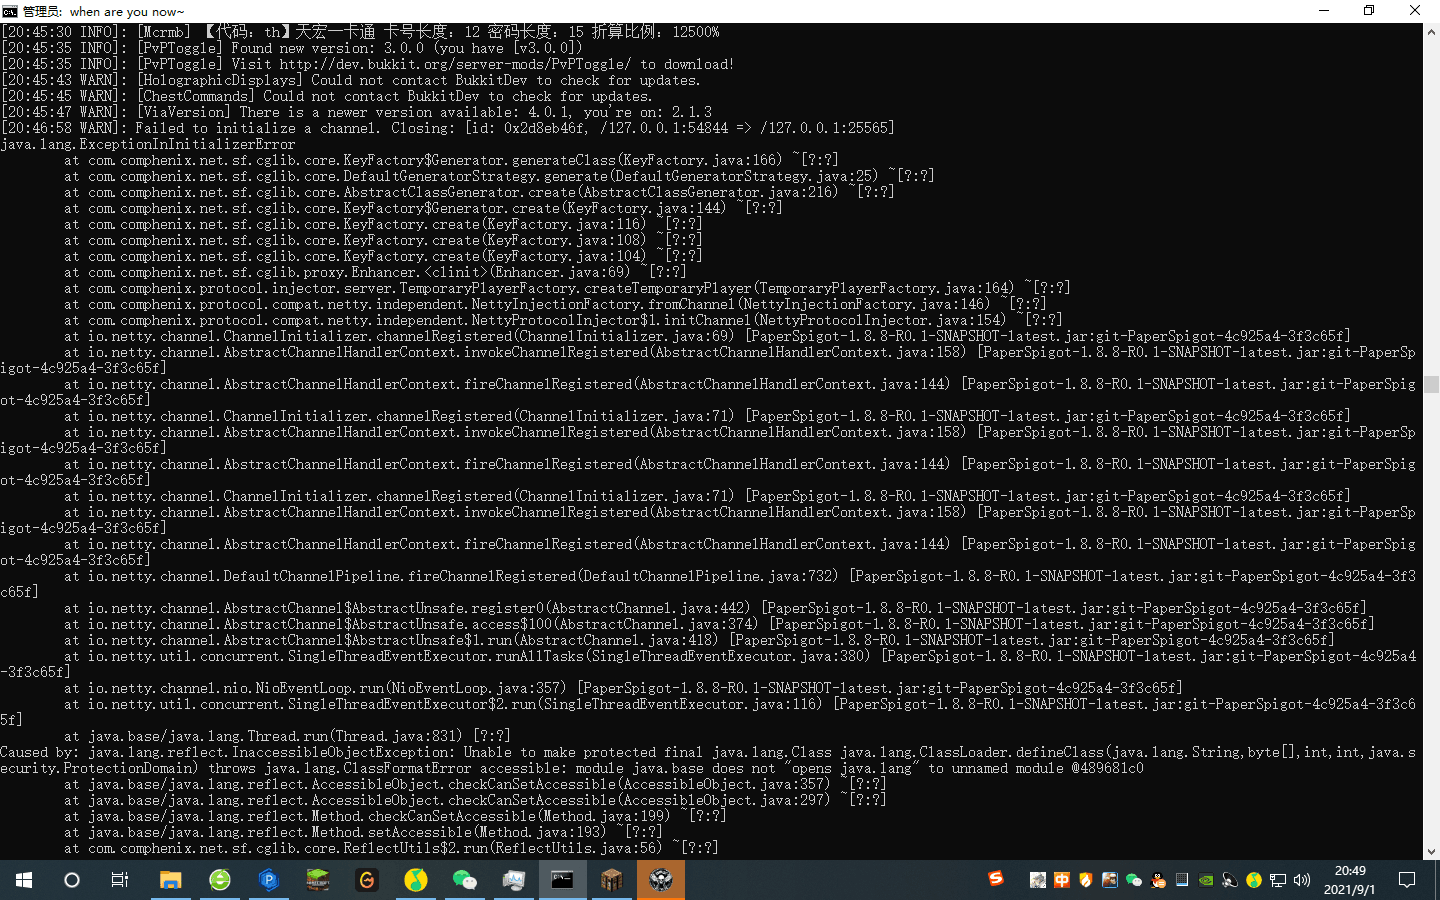 管理员: when are you now~
[20:45:30 INFO]: [Mcrmb] 【代码：th】天宏一卡通 卡号长度：12 密码长度：15 折算比例：12500%
[20:45:35 INFO]: [PvPToggle] Found new version: 3.0.0 (you have [v3.0.0])
[20:45:35 INFO]: [PvPToggle] Visit http://dev.bukkit.org/server-mods/PvPToggle/ to download!
[20:45:43 WARN]: [HolographicDisplays] Could not contact BukkitDev to check for updates.
[20:45:45 WARN]: [ChestCommands] Could not contact BukkitDev to check for updates.
[20:45:47 WARN]: [ViaVersion] There is a newer version available: 4.0.1, you're on: 2.1.3
[20:46:58 WARN]: Failed to initialize a channel. Closing: [id: 0x2d8eb46f, /127.0.0.1:54844 => /127.0.0.1:25565]
java.lang.ExceptionInInitializerError
at com.comphenix.net.sf.cglib.core.KeyFactory$Generator.generateClass(KeyFactory.java:166) ~[?:?]
at com.comphenix.net.sf.cglib.core.DefaultGeneratorStrategy.generate(DefaultGeneratorStrategy.java:25) ~[?:?]
at com.comphenix.net.sf.cglib.core.AbstractClassGenerator.create(AbstractClassGenerator.java:216) ~[?:?]
at com.comphenix.net.sf.cglib.core.KeyFactory$Generator.create(KeyFactory.java:144) ~[?:?]
at com.comphenix.net.sf.cglib.core.KeyFactory.create(KeyFactory.java:116) ~[?:?]
at com.comphenix.net.sf.cglib.core.KeyFactory.create(KeyFactory.java:108) ~[?:?]
at com.comphenix.net.sf.cglib.core.KeyFactory.create(KeyFactory.java:104) ~[?:?]
at com.comphenix.net.sf.cglib.proxy.Enhancer.<clinit>(Enhancer.java:69) ~[?:?]
at com.comphenix.protocol.injector.server.TemporaryPlayerFactory.createTemporaryPlayer(TemporaryPlayerFactory.java:164) ~[?:?]
at com.comphenix.protocol.compat.netty.independent.NettyInjectionFactory.fromChannel(NettyInjectionFactory.java:146) ~[?:?]
at com.comphenix.protocol.compat.netty.independent.NettyProtocolInjector$1.initChannel(NettyProtocolInjector.java:154) ~[?:?]
at io.netty.channel.ChannelInitializer.channelRegistered(ChannelInitializer.java:69) [PaperSpigot-1.8.8-R0.1-SNAPSHOT-latest.jar:git-PaperSpigot-4c925a4-3f3c65f]
at io.netty.channel.AbstractChannelHandlerContext.invokeChannelRegistered(AbstractChannelHandlerContext.java:158) [PaperSpigot-1.8.8-R0.1-SNAPSHOT-latest.jar:git-PaperSp
igot-4c925a4-3f3c65f]
at io.netty.channel.AbstractChannelHandlerContext.fireChannelRegistered(AbstractChannelHandlerContext.java:144) [PaperSpigot-1.8.8-R0.1-SNAPSHOT-latest.jar:git-PaperSpig
ot-4c925a4-3f3c65f]
at io.netty.channel.ChannelInitializer.channelRegistered(ChannelInitializer.java:71) [PaperSpigot-1.8.8-R0.1-SNAPSHOT-latest.jar:git-PaperSpigot-4c925a4-3f3c65f]
at io.netty.channel.AbstractChannelHandlerContext.invokeChannelRegistered(AbstractChannelHandlerContext.java:158) [PaperSpigot-1.8.8-R0.1-SNAPSHOT-latest.jar:git-PaperSp
igot-4c925a4-3f3c65f]
at io.netty.channel.AbstractChannelHandlerContext.fireChannelRegistered(AbstractChannelHandlerContext.java:144) [PaperSpigot-1.8.8-R0.1-SNAPSHOT-latest.jar:git-PaperSpig
ot-4c925a4-3f3c65f]
at io.netty.channel.ChannelInitializer.channelRegistered(ChannelInitializer.java:71) [PaperSpigot-1.8.8-R0.1-SNAPSHOT-latest.jar:git-PaperSpigot-4c925a4-3f3c65f]
at io.netty.channel.AbstractChannelHandlerContext.invokeChannelRegistered(AbstractChannelHandlerContext.java:158) [PaperSpigot-1.8.8-R0.1-SNAPSHOT-latest.jar:git-PaperSp
igot-4c925a4-3f3c65f]
at io.netty.channel.AbstractChannelHandlerContext.fireChannelRegistered(AbstractChannelHandlerContext.java:144) [PaperSpigot-1.8.8-R0.1-SNAPSHOT-latest.jar:git-PaperSpig
ot-4c925a4-3f3c65f]
at io.netty.channel.DefaultChannelPipeline.fireChannelRegistered(DefaultChannelPipeline.java:732) [PaperSpigot-1.8.8-R0.1-SNAPSHOT-latest.jar:git-PaperSpigot-4c925a4-3f3
c65f]
at io.netty.channel.AbstractChannel$AbstractUnsafe.register0(AbstractChannel.java:442) [PaperSpigot-1.8.8-R0.1-SNAPSHOT-latest.jar:git-PaperSpigot-4c925a4-3f3c65f]
at io.netty.channel.AbstractChannel$AbstractUnsafe.access$100(AbstractChannel.java:374) [PaperSpigot-1.8.8-R0.1-SNAPSHOT-latest.jar:git-PaperSpigot-4c925a4-3f3c65f]
at io.netty.channel.AbstractChannel$AbstractUnsafe$1.run(AbstractChannel.java:418) [PaperSpigot-1.8.8-R0.1-SNAPSHOT-latest.jar:git-PaperSpigot-4c925a4-3f3c65f]
at io.netty.util.concurrent.SingleThreadEventExecutor.runAllTasks(SingleThreadEventExecutor.java:380) [PaperSpigot-1.8.8-R0.1-SNAPSHOT-latest.jar:git-PaperSpigot-4c925a4
-3f3c65f]
at io.netty.channel.nio.NioEventLoop.run(NioEventLoop.java:357) [PaperSpigot-1.8.8-R0.1-SNAPSHOT-latest.jar:git-PaperSpigot-4c925a4-3f3c65f]
at io.netty.util.concurrent.SingleThreadEventExecutor$2.run(SingleThreadEventExecutor.java:116) [PaperSpigot-1.8.8-R0.1-SNAPSHOT-latest.jar:git-PaperSpigot-4c925a4-3f3c6
5f]
at java.base/java.lang.Thread.run(Thread.java:831) [?:?]
Caused by: java.lang.reflect.InaccessibleObjectException: Unable to make protected final java.lang.Class java.lang.ClassLoader.defineClass(java.lang.String,byte[],int,int,java.s
ecurity.ProtectionDomain) throws java.lang.ClassFormatError accessible: module java.base does not "opens java.lang" to unnamed module @489681c0
at java.base/java.lang.reflect.AccessibleObject.checkCanSetAccessible(AccessibleObject.java:357) ~[?:?]
at java.base/java.lang.reflect.AccessibleObject.checkCanSetAccessible(AccessibleObject.java:297) ~[?:?]
at java.base/java.lang.reflect.Method.checkCanSetAccessible(Method.java:199) ~[?:?]
at java.base/java.lang.reflect.Method.setAccessible(Method.java:193) ~[?:?]
at com.comphenix.net.sf.cglib.core.ReflectUtils$2.run(ReflectUtils.java:56) ~[?:?]
中
20:49
2021/9/1